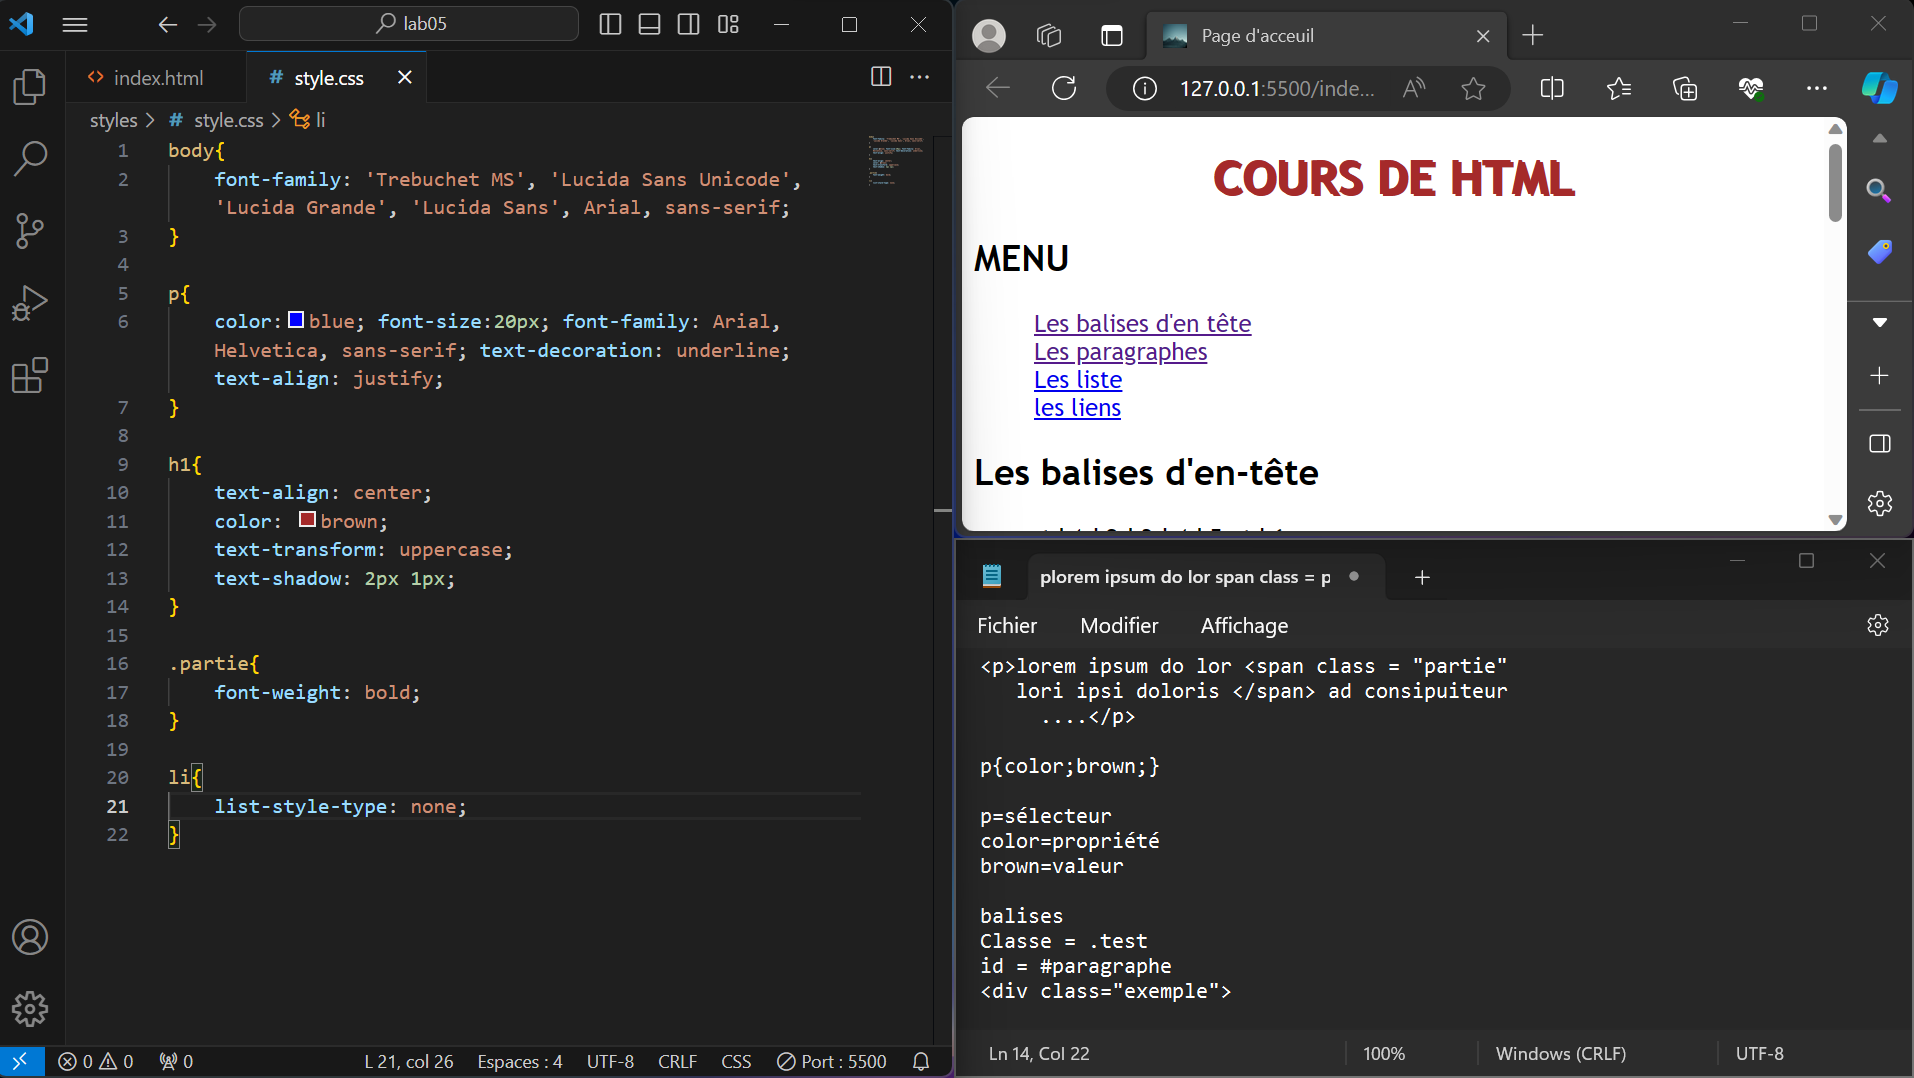 lab05
index.html
style.css
styles > style.css > li
1 body{
2 font-family: 'Trebuchet MS', 'Lucida Sans Unicode',
'Lucida Grande', 'Lucida Sans', Arial, sans-serif;
3 }
4
5 p{
6 color: blue; font-size:20px; font-family: Arial,
Helvetica, sans-serif; text-decoration: underline;
text-align: justify;
7 }
8
9 h1{
10 text-align: center;
11 color: brown;
12 text-transform: uppercase;
13 text-shadow: 2px 1px;
14 }
15
16 .partie{
17 font-weight: bold;
18 }
19
20 li{
21 list-style-type: none;
22 }
0 0 0
L 21, col 26
Espaces : 4
UTF-8
CRLF
CSS
Port : 5500
Page d'acceuil
127.0.0.1:5500/inde...
COURS DE HTML
MENU
Les balises d'en tête
Les paragraphes
Les liste
les liens
Les balises d'en-tête
plorem ipsum do lor span class = p
Fichier
Modifier
Affichage
<p>lorem ipsum do lor <span class = "partie"
lori ipsi doloris </span> ad consipuiteur
....</p>
p{color;brown;}
p=sélecteur
color=propriété
brown=valeur
balises
Classe = .test
id = #paragraphe
<div class="exemple">
Ln 14, Col 22
100%
Windows (CRLF)
UTF-8